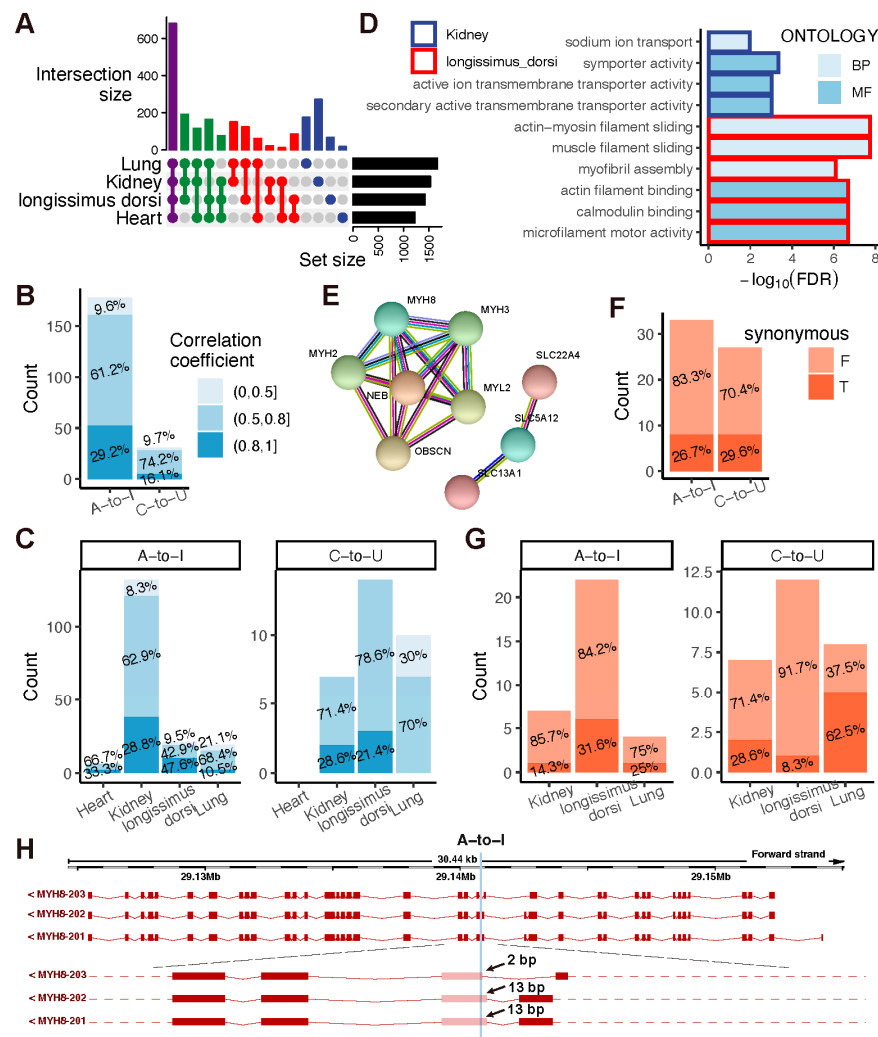 A
Intersection
size
600
400
200
0
Lung
Kidney
longissimus dorsi
Heart
0
500
1000
1500
Set size
D
Kidney
longissimus_dorsi
sodium ion transport
symporter activity
active ion transmembrane transporter activity
secondary active transmembrane transporter activity
actin−myosin filament sliding
muscle filament sliding
myofibril assembly
actin filament binding
calmodulin binding
microfilament motor activity
ONTOLOGY
BP
MF
0 2 4 6 8
−log10(FDR)
B
Count
150
100
50
0
9.6%
61.2%
29.2%
9.7%
74.2%
16.1%
A−to−I
C−to−U
Correlation
coefficient
(0,0.5]
(0.5,0.8]
(0.8,1]
E
MYH8
MYH3
MYH2
NEB
MYL2
OBSCN
SLC22A4
SLC5A12
SLC13A1
F
Count
30
20
10
0
83.3%
70.4%
26.7%
29.6%
A−to−I
C−to−U
synonymous
F
T
C
A−to−I
C−to−U
Count
100
50
0
8.3%
62.9%
28.8%
66.7%
33.3%
9.5%
42.9%
47.6%
21.1%
68.4%
10.5%
Heart
Kidney
longissimus
dorsi
Lung
Count
10
5
0
71.4%
28.6%
78.6%
21.4%
30%
70%
Heart
Kidney
longissimus
dorsi
Lung
G
A−to−I
C−to−U
Count
20
15
10
5
0
85.7%
14.3%
84.2%
31.6%
75%
25%
Kidney
longissimus
dorsi
Lung
Count
12.5
10.0
7.5
5.0
2.5
0.0
71.4%
28.6%
91.7%
8.3%
37.5%
62.5%
Kidney
longissimus
dorsi
Lung
H
A−to−I
30.44 kb
Forward strand
29.13Mb
29.14Mb
29.15Mb
< MYH8-203
< MYH8-202
< MYH8-201
2 bp
< MYH8-203
13 bp
< MYH8-202
13 bp
< MYH8-201